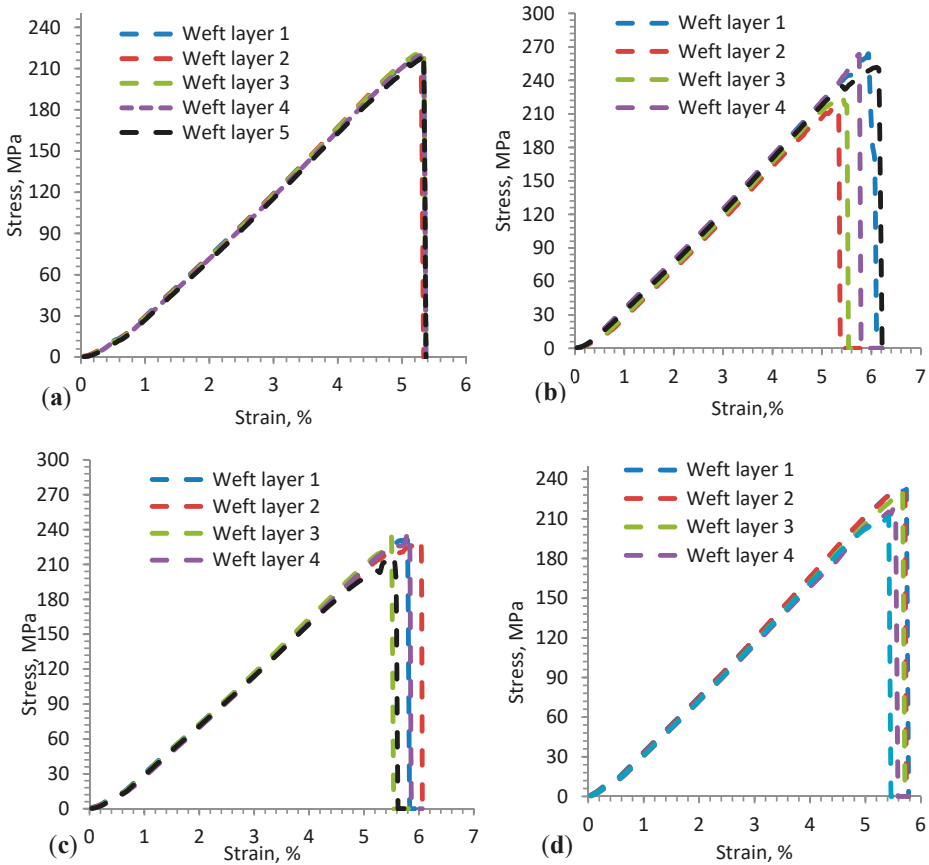 240
210
180
150
120
90
60
30
0
Stress, MPa
Weft layer 1
Weft layer 2
Weft layer 3
Weft layer 4
Weft layer 5
0 1 2 3 4 5 6
(a)
Strain, %
300
270
240
210
180
150
120
90
60
30
0
Stress, MPa
Weft layer 1
Weft layer 2
Weft layer 3
Weft layer 4
0 1 2 3 4 5 6 7
(b)
Strain,%
300
270
240
210
180
150
120
90
60
30
0
Stress, MPa
Weft layer 1
Weft layer 2
Weft layer 3
Weft layer 4
0 1 2 3 4 5 6 7
(c)
Strain, %
240
210
180
150
120
90
60
30
0
Stress, MPa
Weft layer 1
Weft layer 2
Weft layer 3
Weft layer 4
0 1 2 3 4 5 6
(d)
Strain, %